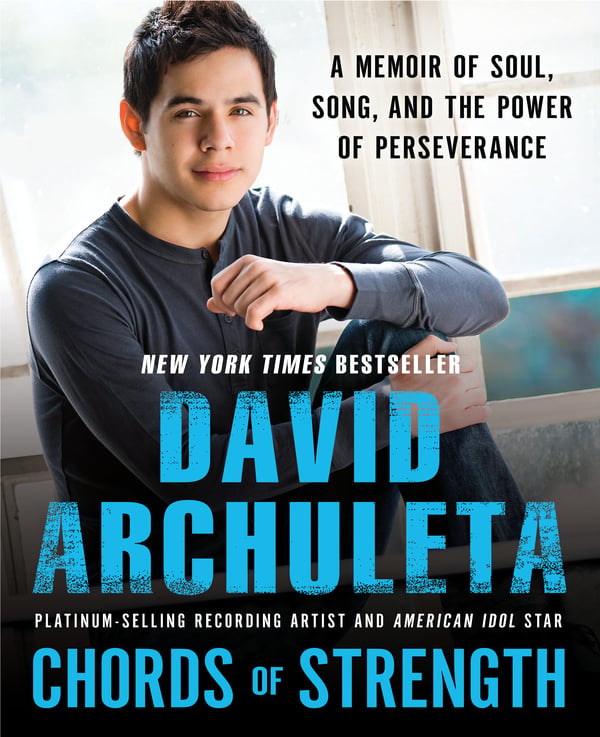 A MEMOIR OF SOUL,
SONG, AND THE POWER
OF PERSEVERANCE
NEW YORK TIMES BESTSELLER
DAVID
ARCHULETA
PLATINUM-SELLING RECORDING ARTIST AND AMERICAN IDOL STAR
CHORDS OF STRENGTH